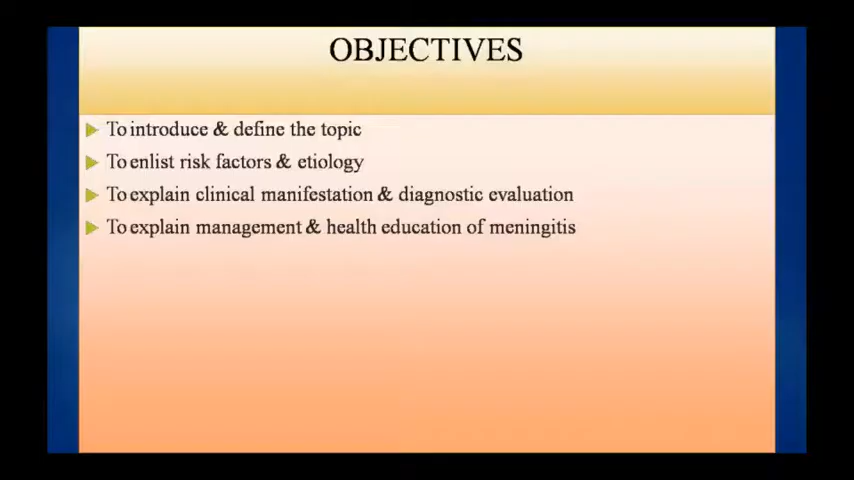 OBJECTIVES
To introduce & define the topic
To enlist risk factors & etiology
To explain clinical manifestation & diagnostic evaluation
To explain management & health education of meningitis